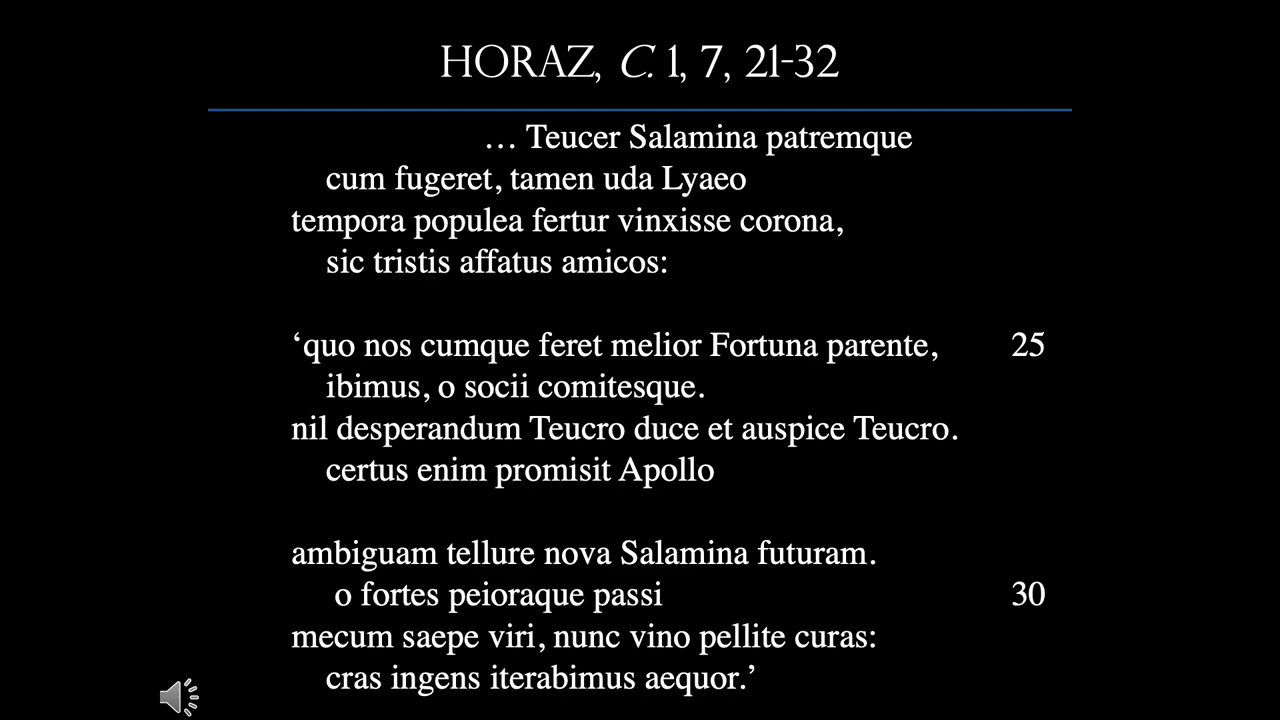 HORAZ, C. 1, 7, 21-32
… Teucer Salamina patremque
cum fugeret, tamen uda Lyaeo
tempora populea fertur vinxisse corona,
sic tristis affatus amicos:
‘quo nos cumque feret melior Fortuna parente, 25
ibimus, o socii comitesque.
nil desperandum Teucro duce et auspice Teucro.
certus enim promisit Apollo
ambiguam tellure nova Salamina futuram.
o fortes peioraque passi 30
mecum saepe viri, nunc vino pellite curas:
cras ingens iterabimus aequor.’